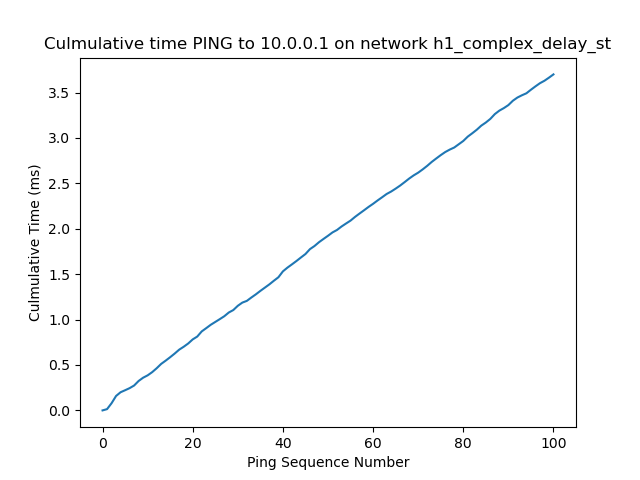 Culmulative time PING to 10.0.0.1 on network h1_complex_delay_st
3.5
3.0
2.5
2.0
1.5
1.0
0.5
0.0
Culmulative Time (ms)
0 20 40 60 80 100
Ping Sequence Number